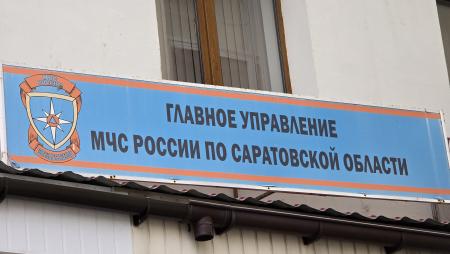 ГЛАВНОЕ УПРАВЛЕНИЕ
МЧС РОССИИ ПО САРАТОВСКОЙ ОБЛАСТИ